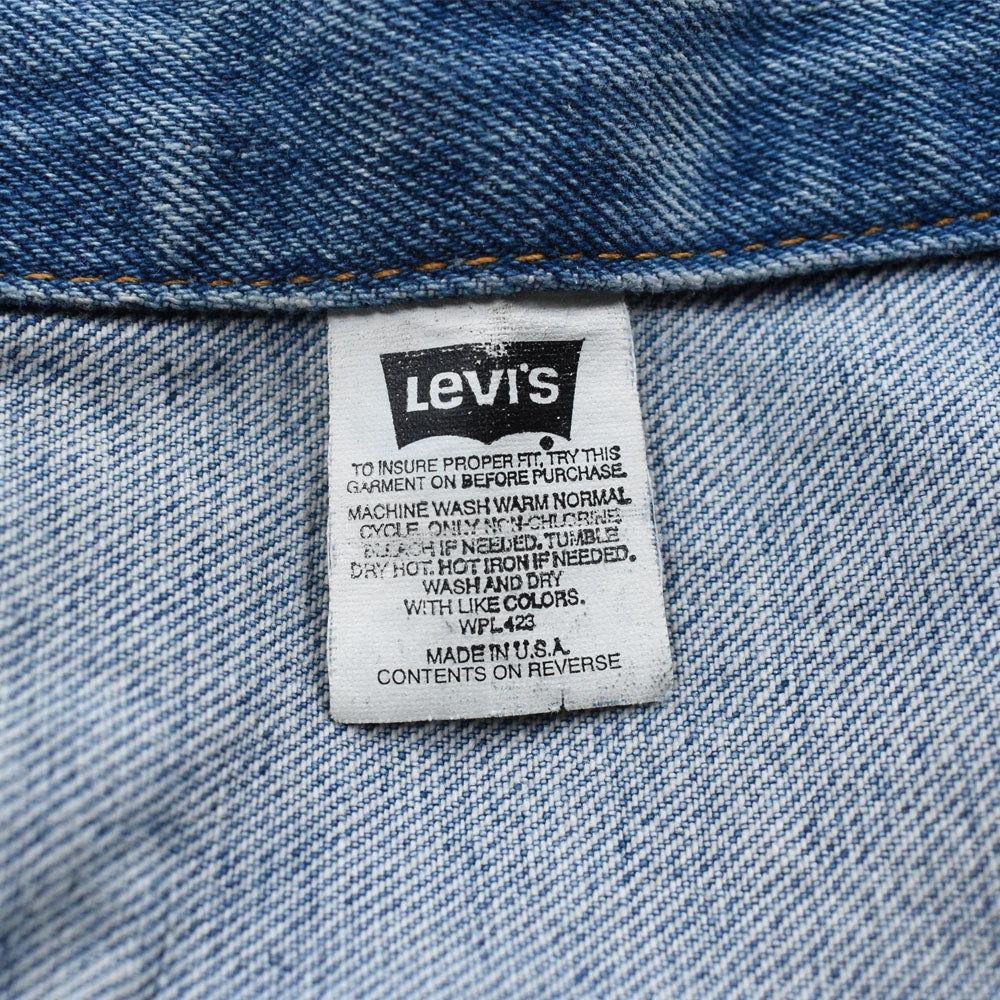 LEVI'S
TO INSURE PROPER FIT, TRY THIS
GARMENT ON BEFORE PURCHASE.
MACHINE WASH WARM NORMAL
CYCLE. ONLY NON-CHLORINE
BLEACH IF NEEDED. TUMBLE
DRY HOT. HOT IRON IF NEEDED.
WASH AND DRY
WITH LIKE COLORS.
WPL 423
MADE IN U.S.A.
CONTENTS ON REVERSE